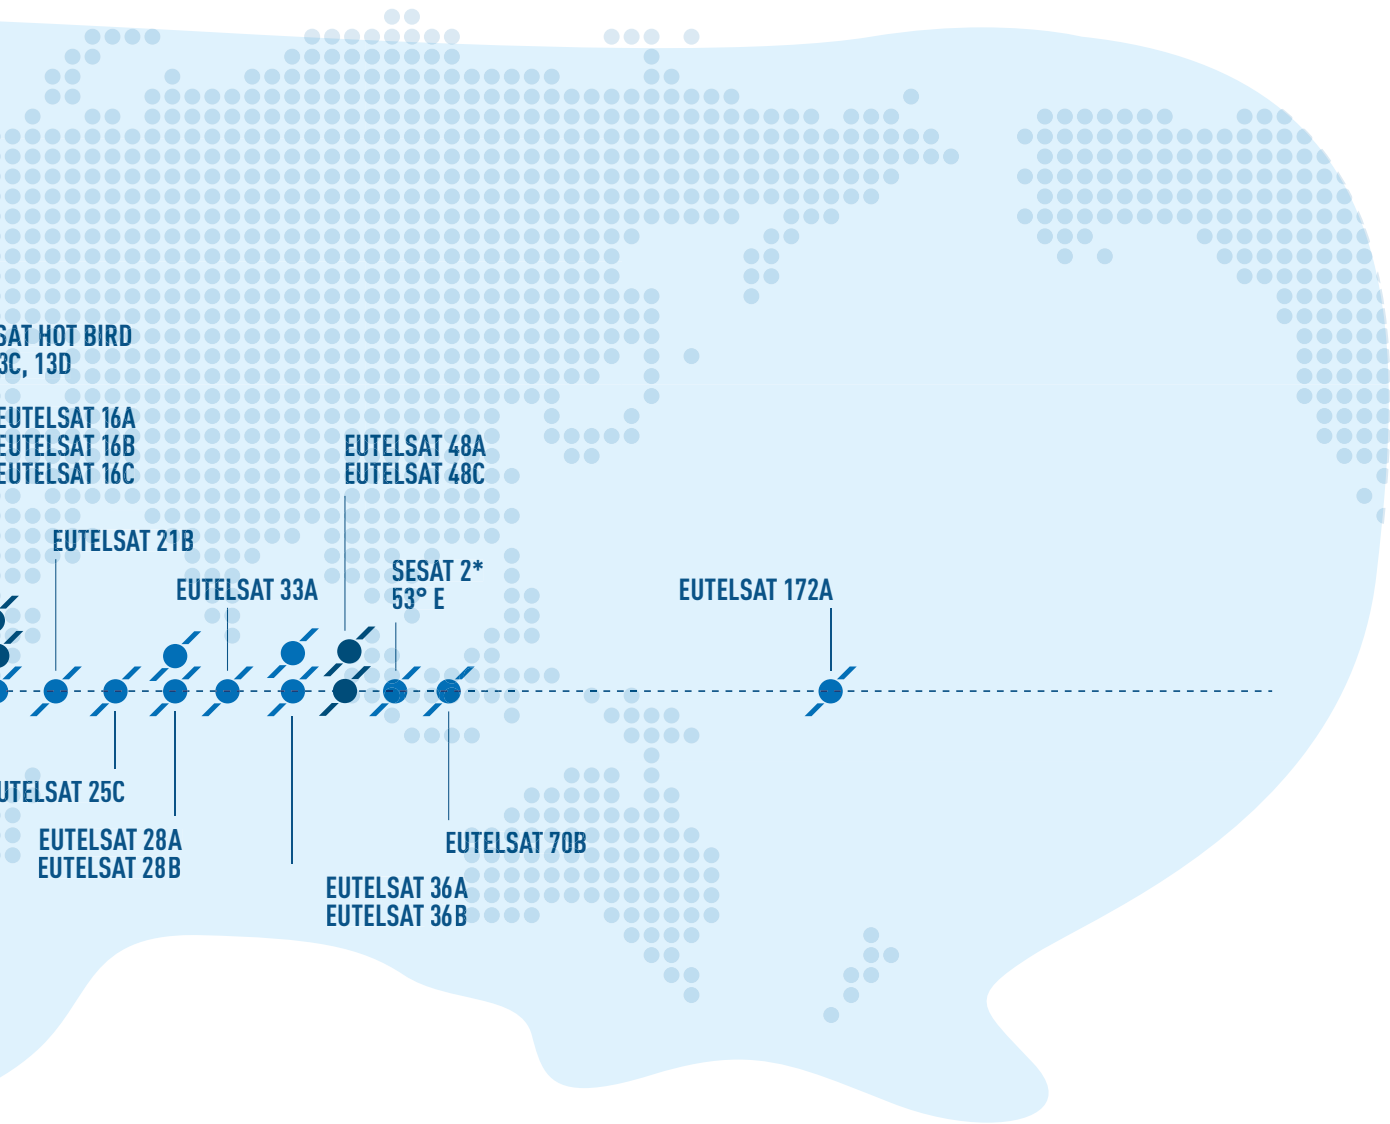 SAT HOT BIRD
3C, 13D
EUTELSAT 16A
EUTELSAT 16B
EUTELSAT 16C
EUTELSAT 48A
EUTELSAT 48C
EUTELSAT 21B
SESAT 2*
53° E
EUTELSAT 33A
EUTELSAT 172A
UTELSAT 25C
EUTELSAT 28A
EUTELSAT 28B
EUTELSAT 70B
EUTELSAT 36A
EUTELSAT 36B